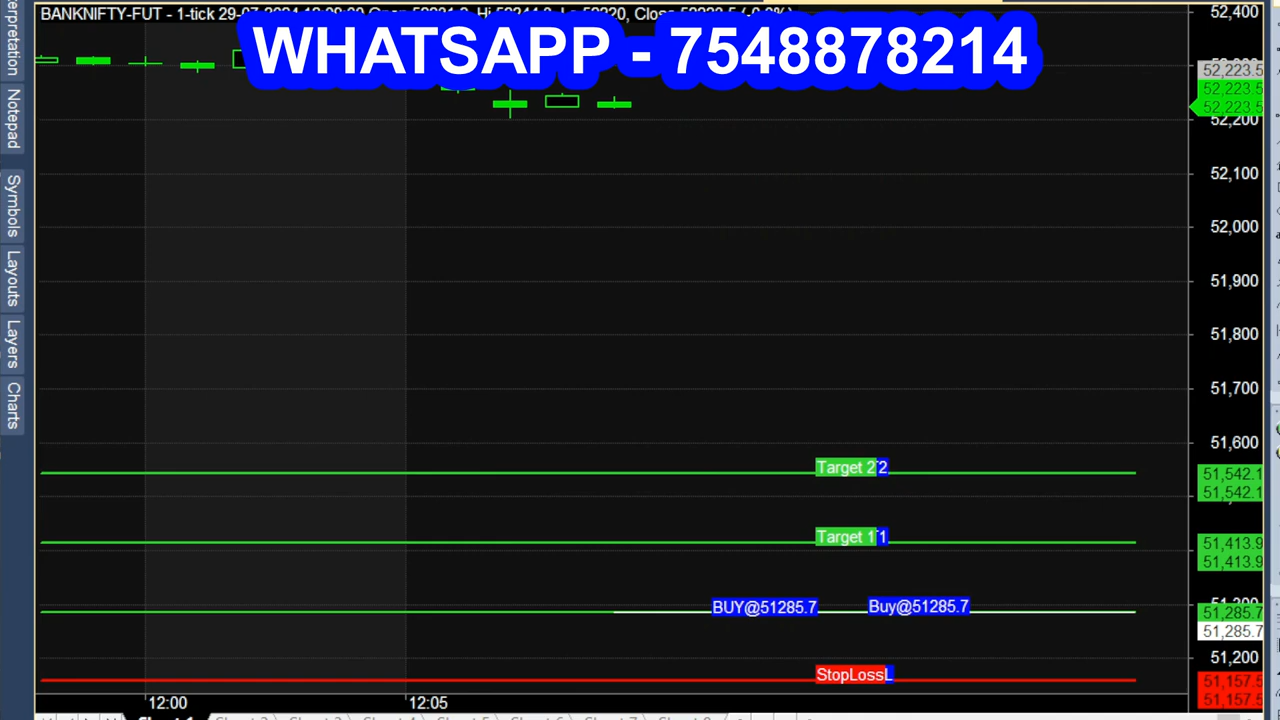 BANKNIFTY-FUT - 1-tick
WHATSAPP - 7548878214
Notepad
Symbols
Layouts
Layers
Charts
52,400
52,223.5
52,223.5
52,223.5
52,200
52,100
52,000
51,900
51,800
51,700
51,600
Target 2
51,542.1
51,542.1
Target 1
51,413.9
51,413.9
BUY@51285.7
Buy@51285.7
51,285.7
51,285.7
51,200
StopLoss
51,157.5
51,157.5
12:00
12:05